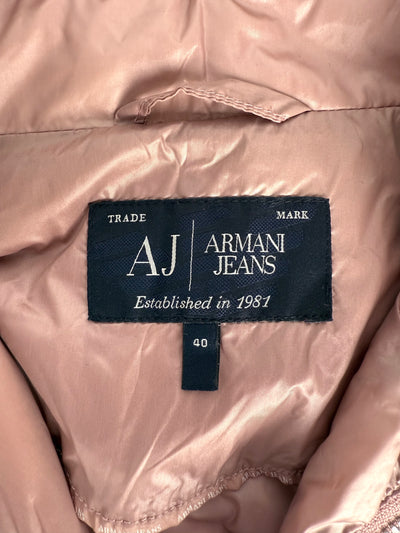 TRADE MARK
AJ ARMANI
JEANS
Established in 1981
40